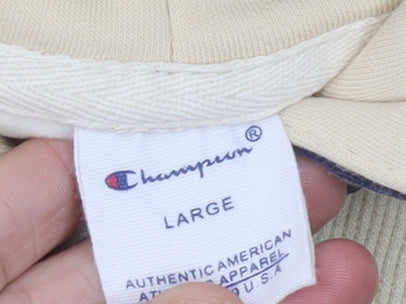 Champion®
LARGE
AUTHENTIC AMERICAN
APPAREL
U.S.A